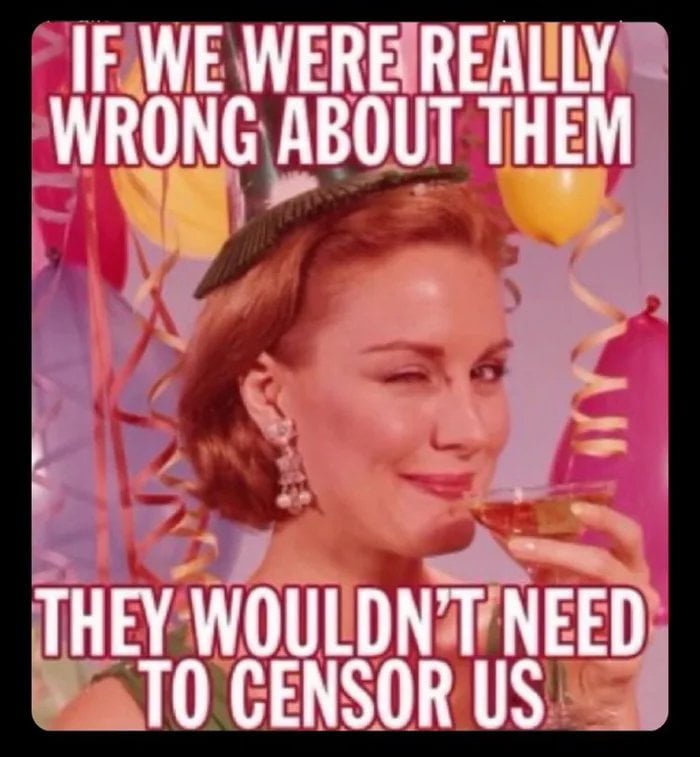 IF WE WERE REALLY
WRONG ABOUT THEM
THEY WOULDN'T NEED
TO CENSOR US